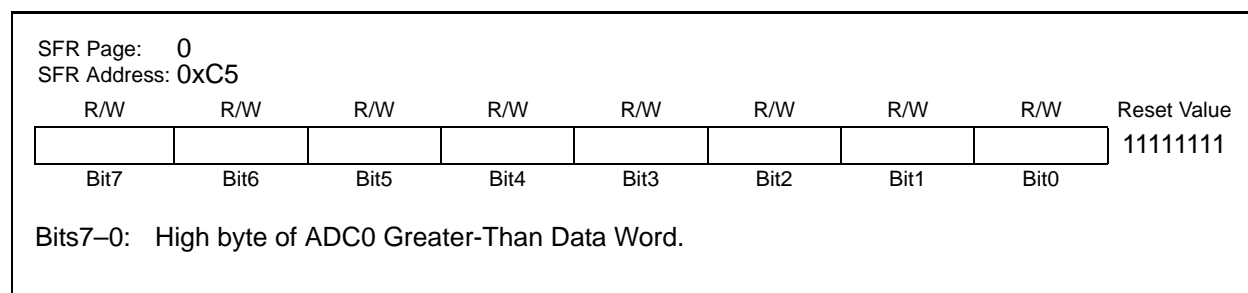 SFR Page: 0
SFR Address: 0xC5
R/W R/W R/W R/W R/W R/W R/W R/W Reset Value
11111111
Bit7 Bit6 Bit5 Bit4 Bit3 Bit2 Bit1 Bit0
Bits7–0: High byte of ADC0 Greater-Than Data Word.